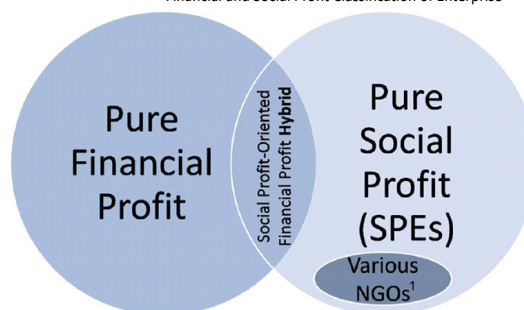 Financial and Social Profit Classification of Enterprise
Pure
Financial
Profit
Social Profit-Oriented
Financial Profit Hybrid
Pure
Social
Profit
(SPEs)
Various
NGOs¹